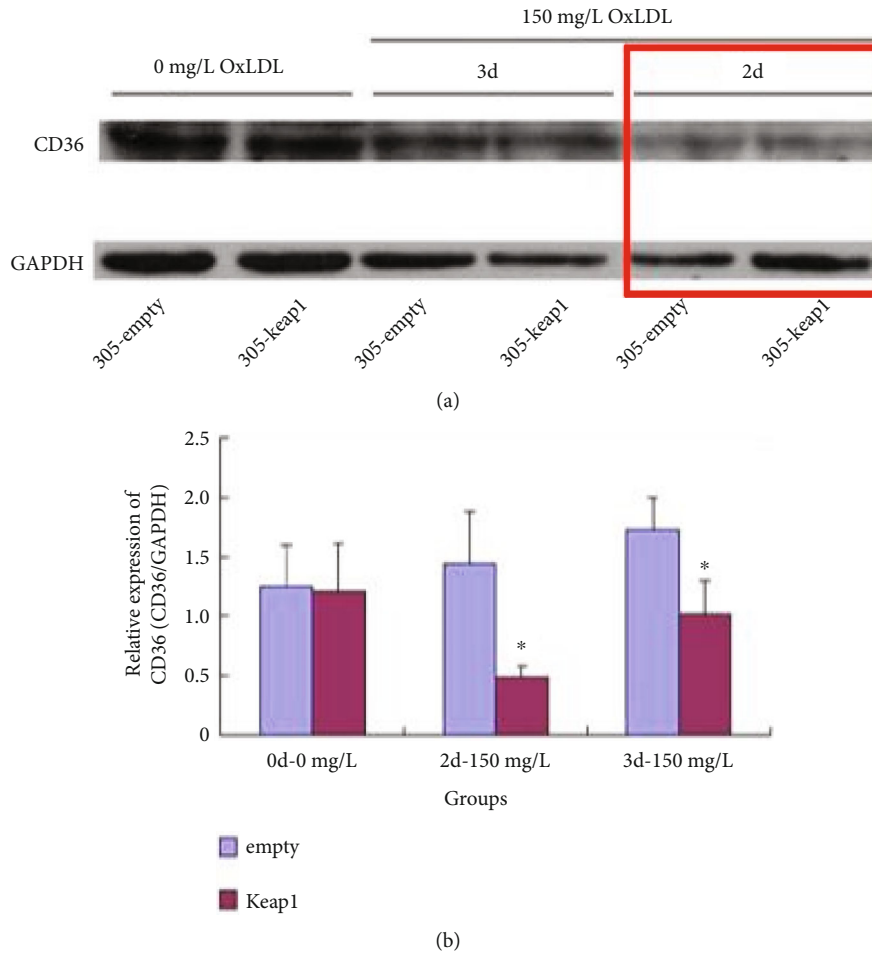 150 mg/L OxLDL
0 mg/L OxLDL
3d
2d
CD36
GAPDH
305-empty
305-keap1
305-empty
305-keap1
305-empty
305-keap1
(a)
Relative expression of
CD36 (CD36/GAPDH)
2.5
2.0
1.5
1.0
0.5
0
*
*
0d-0 mg/L
2d-150 mg/L
3d-150 mg/L
Groups
empty
Keap1
(b)